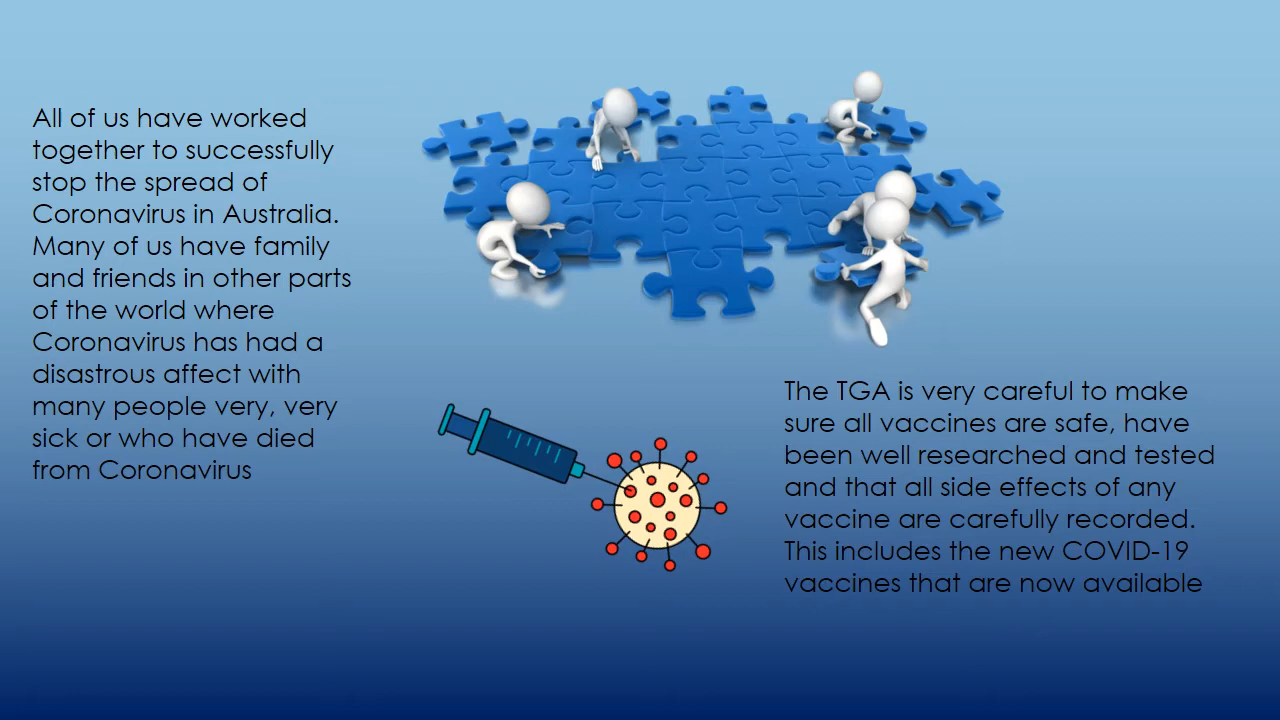 All of us have worked
together to successfully
stop the spread of
Coronavirus in Australia.
Many of us have family
and friends in other parts
of the world where
Coronavirus has had a
disastrous affect with
many people very, very
sick or who have died
from Coronavirus
The TGA is very careful to make
sure all vaccines are safe, have
been well researched and tested
and that all side effects of any
vaccine are carefully recorded.
This includes the new COVID-19
vaccines that are now available